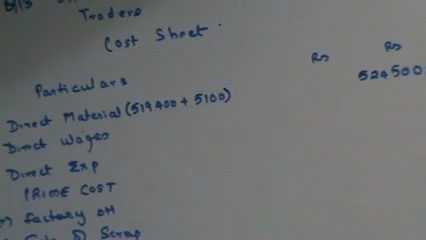 Traders
Cost Sheet.
Particulars Rs Rs
Direct Material (519400 + 5100) 524500
Direct Wages
Direct Exp
PRIME COST
Factory OH
Scrap